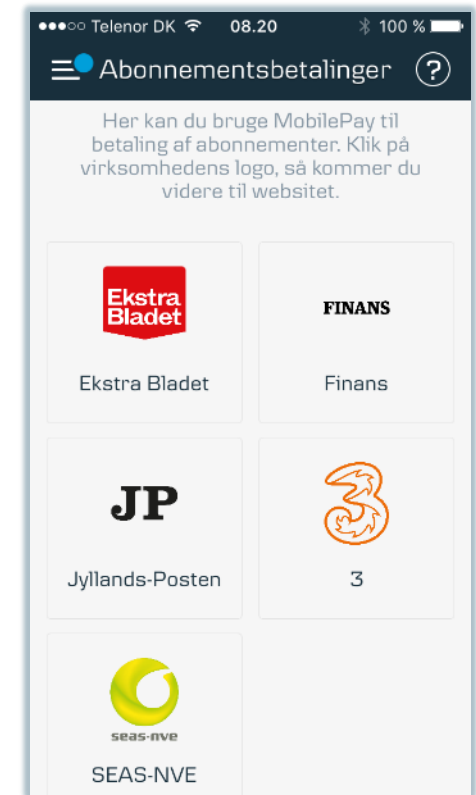 Telenor DK 08.20 100 %
Abonnementsbetalinger ?
Her kan du bruge MobilePay til
betaling af abonnementer. Klik på
virksomhedens logo, så kommer du
videre til websitet.
Ekstra
Bladet
FINANS
Ekstra Bladet
Finans
JP
3
Jyllands-Posten
3
seas-nve
SEAS-NVE